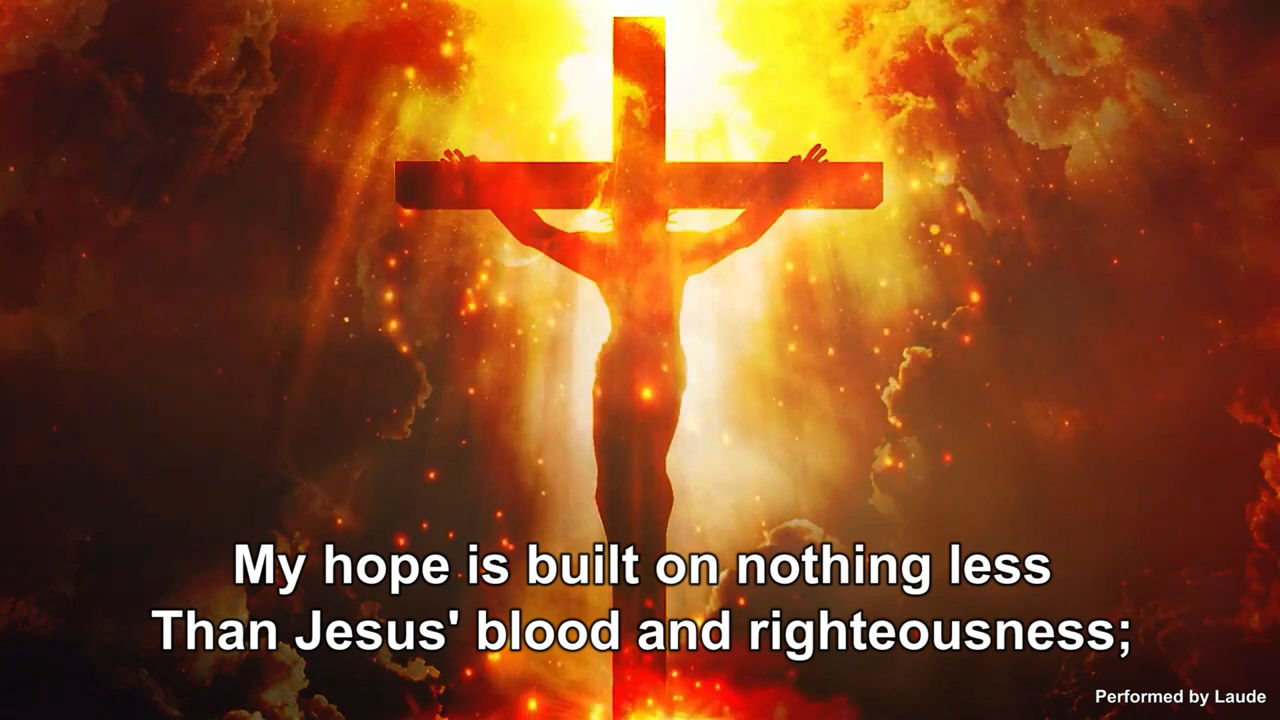 My hope is built on nothing less
Than Jesus' blood and righteousness;
Performed by Laude